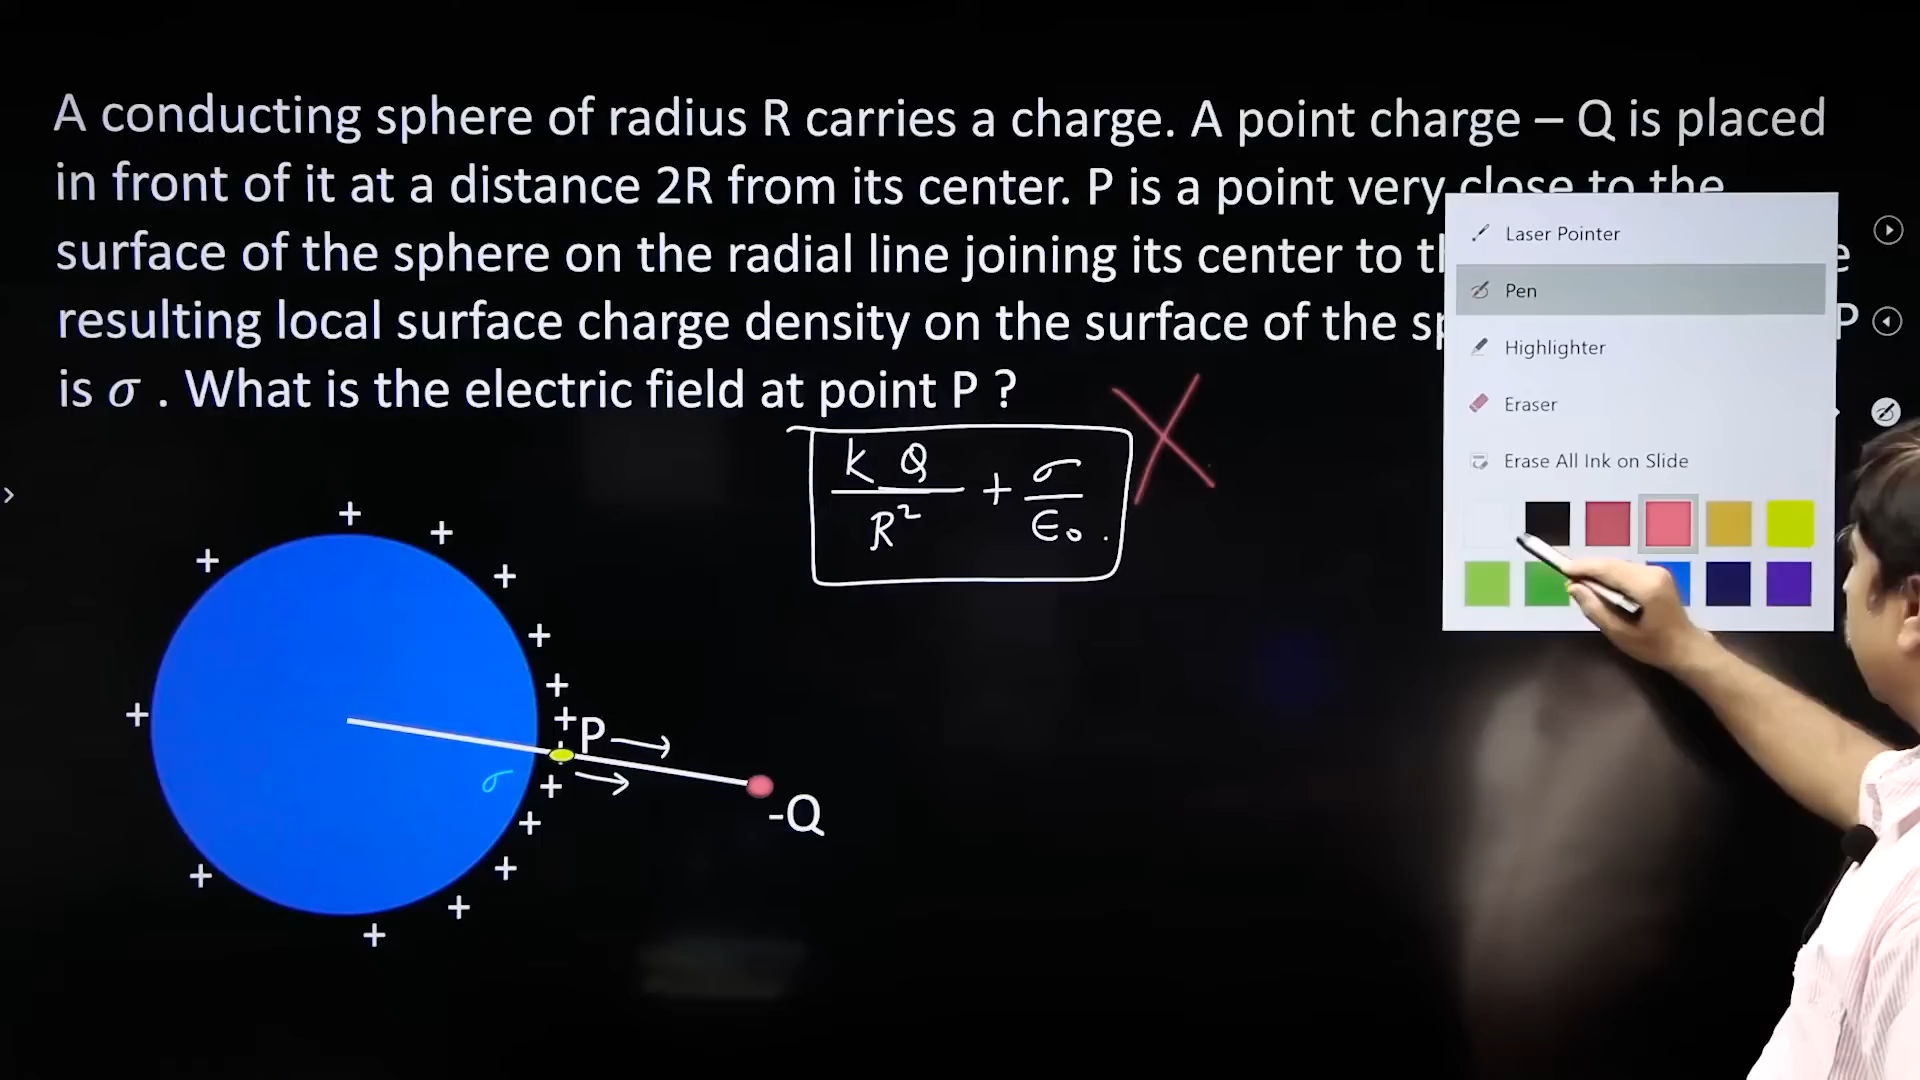 A conducting sphere of radius R carries a charge. A point charge – Q is placed
in front of it at a distance 2R from its center. P is a point very close to the
surface of the sphere on the radial line joining its center to
resulting local surface charge density on the surface of the P
is σ . What is the electric field at point P ?
k Q / R² + σ / ϵ₀ .
Laser Pointer
Pen
Highlighter
Eraser
Erase All Ink on Slide
+
+ + + + + + + + + + + + + + +
P
σ
-Q